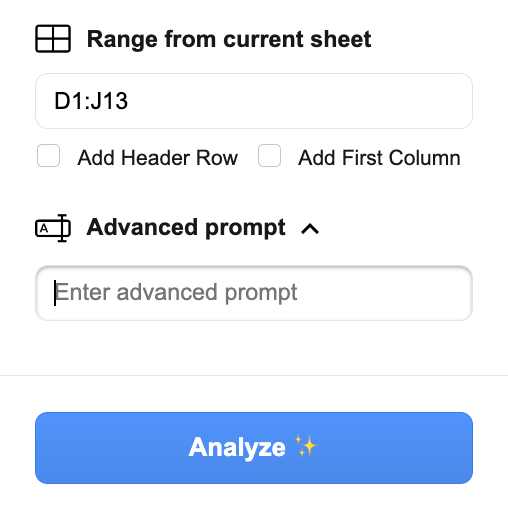 Range from current sheet
D1:J13
Add Header Row Add First Column
A Advanced prompt
Enter advanced prompt
Analyze ✨